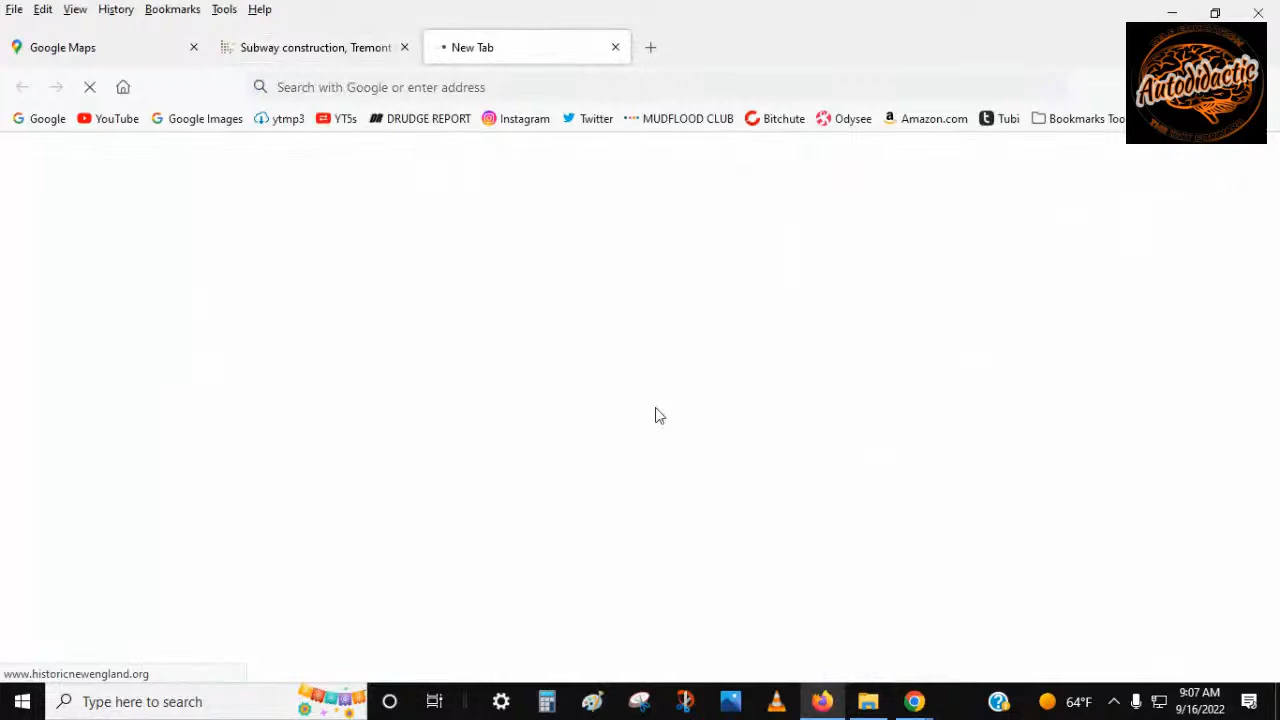 File Edit View History Bookmarks Tools Help
Google Maps
Subway construction, Tremont
New Tab
Search with Google or enter address
Google YouTube Google Images ytmp3 YT5s DRUDGE REPORT Instagram Twitter MUDFLOOD CLUB Bitchute Odysee Amazon.com Tubi Bookmarks Too
Autodidactic
www.historicnewengland.org
Type here to search
64°F
9:07 AM
9/16/2022